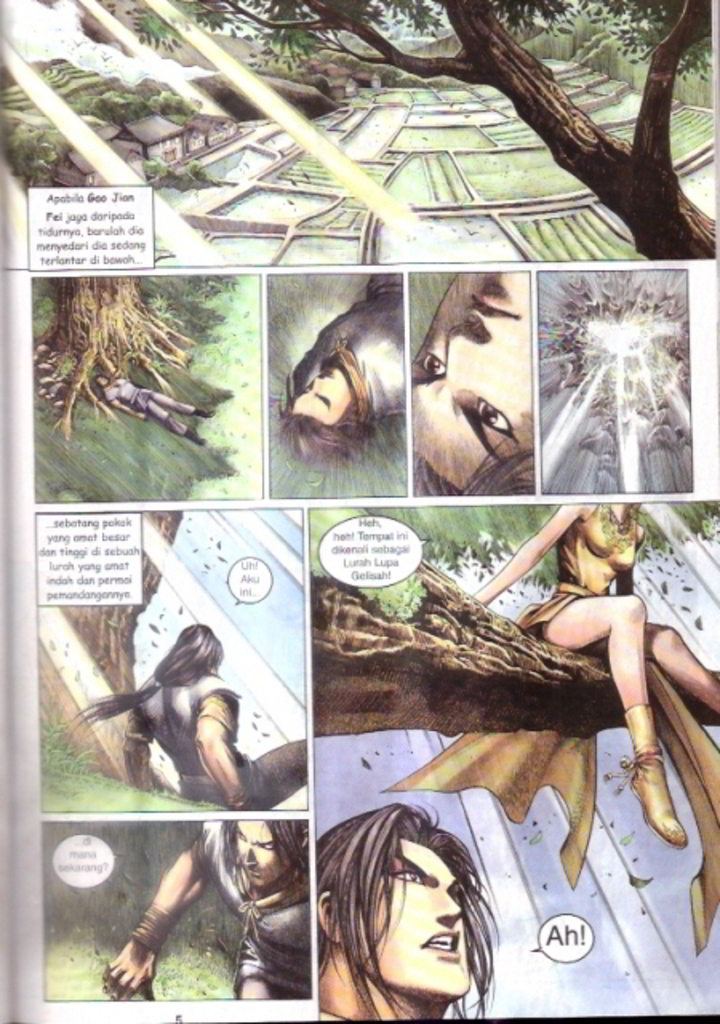 Apabila Gao Jian
Fei jaga daripada
tidurnya, barulah dia
menyedari dia sedang
terlantar di bawah...
...sebatang pokok
yang amat besar
dan tinggi di sebuah
lurah yang amat
indah dan permai
pemandangannya.
Uh!
Aku
ini..
Heh,
heh! Tempat ini
dikenali sebagai
Lurah Lupa
Gelisah!
...di
mana
sekarang?
Ah!
5